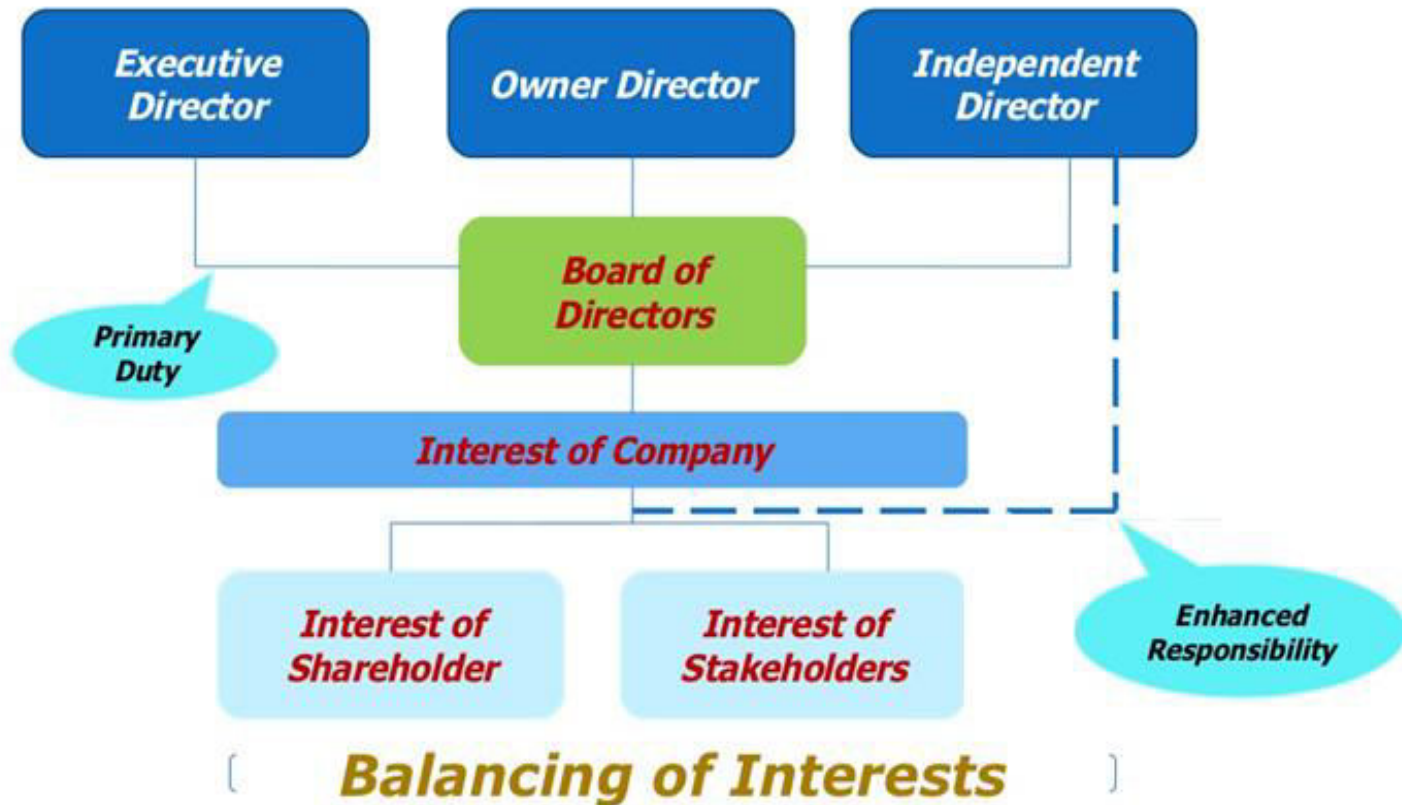 Executive
Director
Owner Director
Independent
Director
Board of
Directors
Primary
Duty
Interest of Company
Interest of
Shareholder
Interest of
Stakeholders
Enhanced
Responsibility
Balancing of Interests